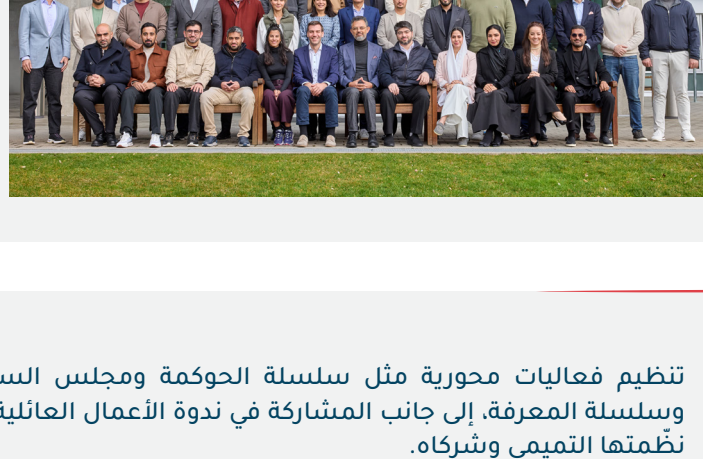 تنظيم فعاليات محورية مثل سلسلة الحوكمة ومجلس
وسلسلة المعرفة، إلى جانب المشاركة في ندوة الأعمال العائلية
نظّمتها التميمي وشركاه.